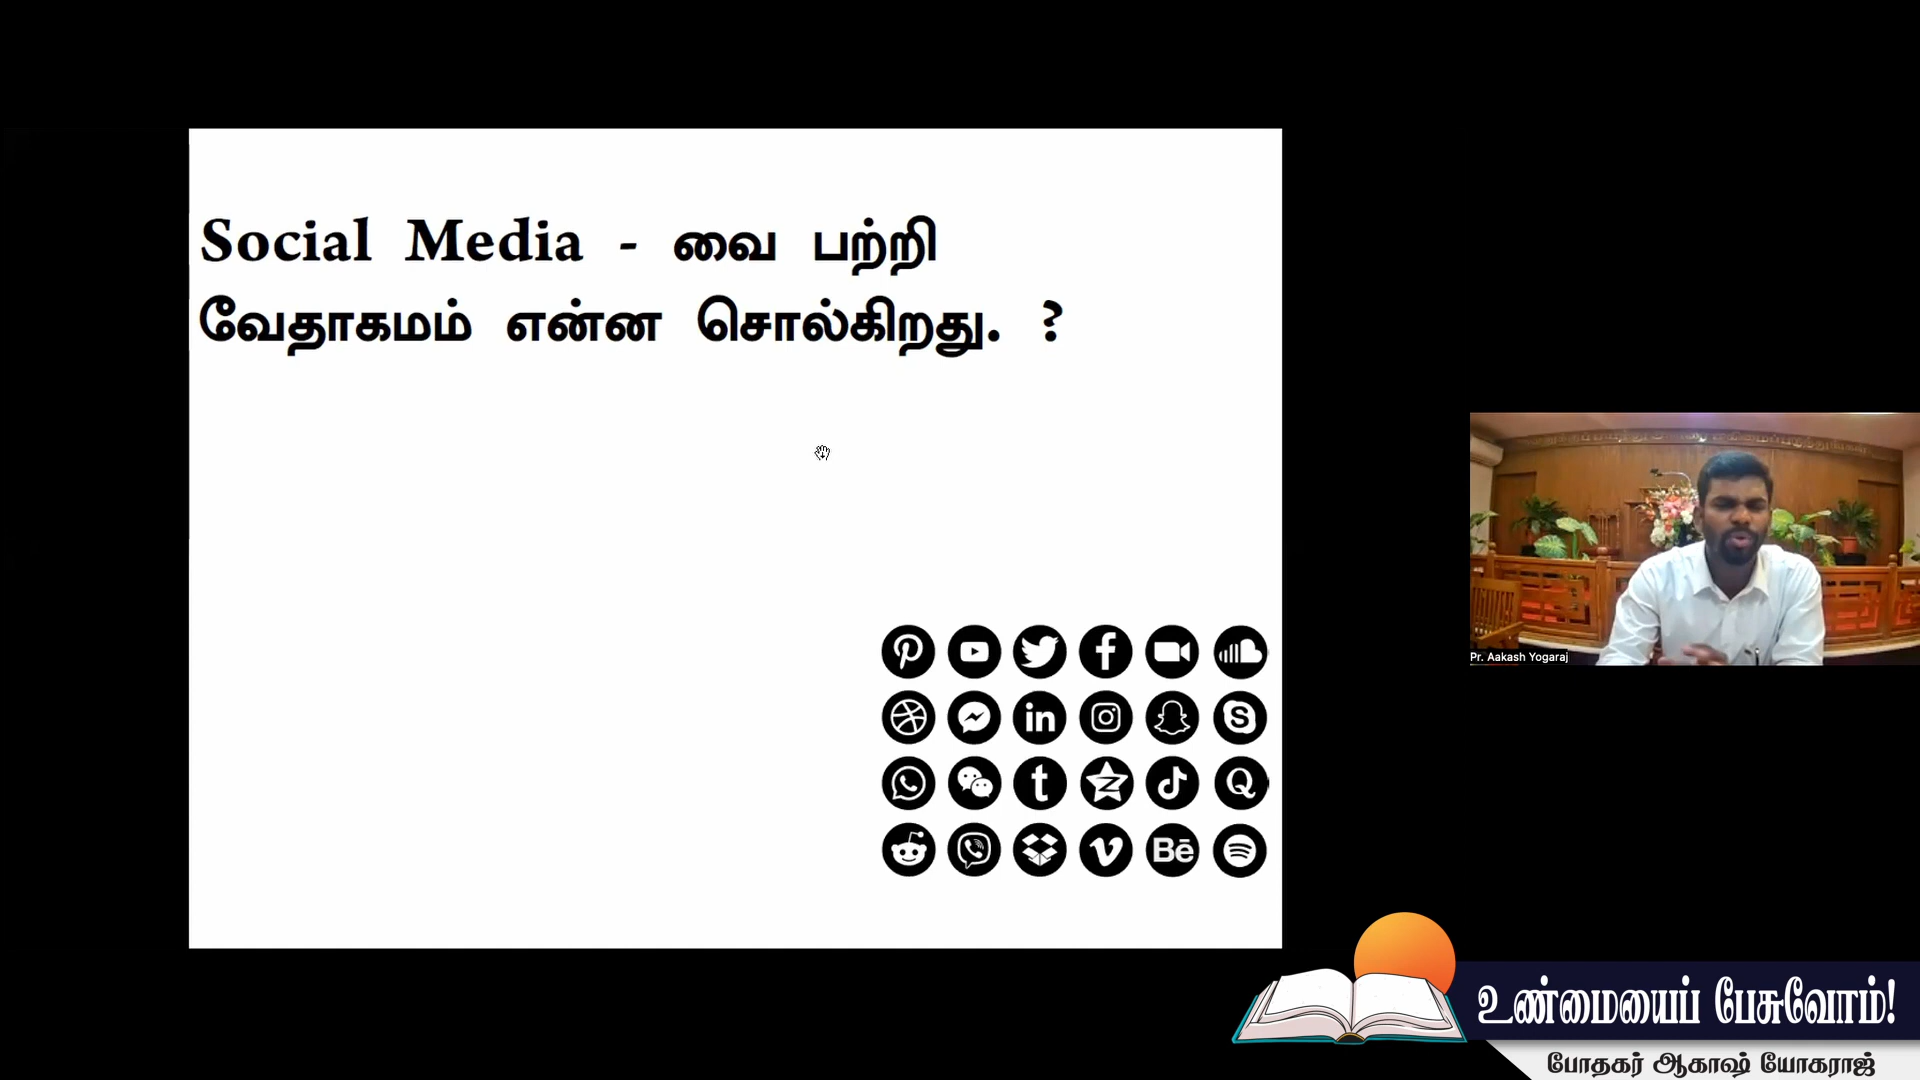 Social Media - வை பற்றி
வேதாகமம் என்ன சொல்கிறது. ?
Pr. Aakash Yogaraj
உண்மையைப் பேசுவோம்!
போதகர் ஆகாஷ் யோகராஜ்